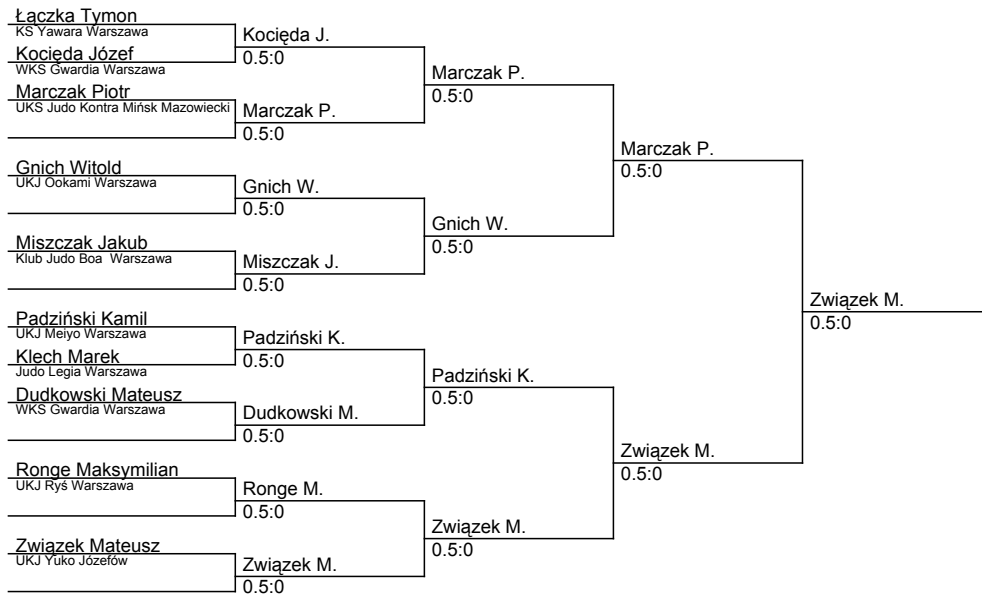 Łączka Tymon
KS Yawara Warszawa
Kocięda Józef
WKS Gwardia Warszawa
Marczak Piotr
UKS Judo Kontra Mińsk Mazowiecki
Gnich Witold
UKJ Ookami Warszawa
Miszczak Jakub
Klub Judo Boa Warszawa
Padziński Kamil
UKJ Meiyo Warszawa
Klech Marek
Judo Legia Warszawa
Dudkowski Mateusz
WKS Gwardia Warszawa
Ronge Maksymilian
UKJ Ryś Warszawa
Związek Mateusz
UKJ Yuko Józefów
Kocięda J.
0.5:0
Marczak P.
0.5:0
Gnich W.
0.5:0
Miszczak J.
0.5:0
Padziński K.
0.5:0
Dudkowski M.
0.5:0
Ronge M.
0.5:0
Związek M.
0.5:0
Marczak P.
0.5:0
Gnich W.
0.5:0
Padziński K.
0.5:0
Związek M.
0.5:0
Marczak P.
0.5:0
Związek M.
0.5:0
Związek M.
0.5:0